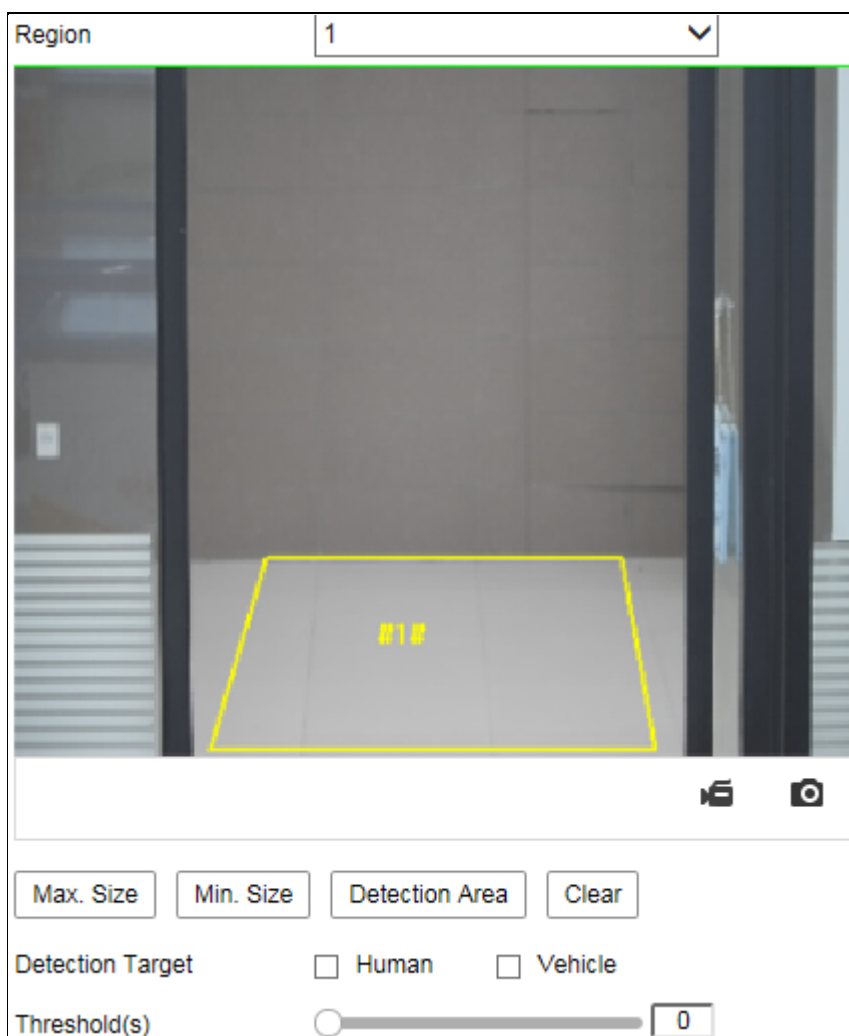 Region 1
#1#
Max. Size Min. Size Detection Area Clear
Detection Target Human Vehicle
Threshold(s) 0